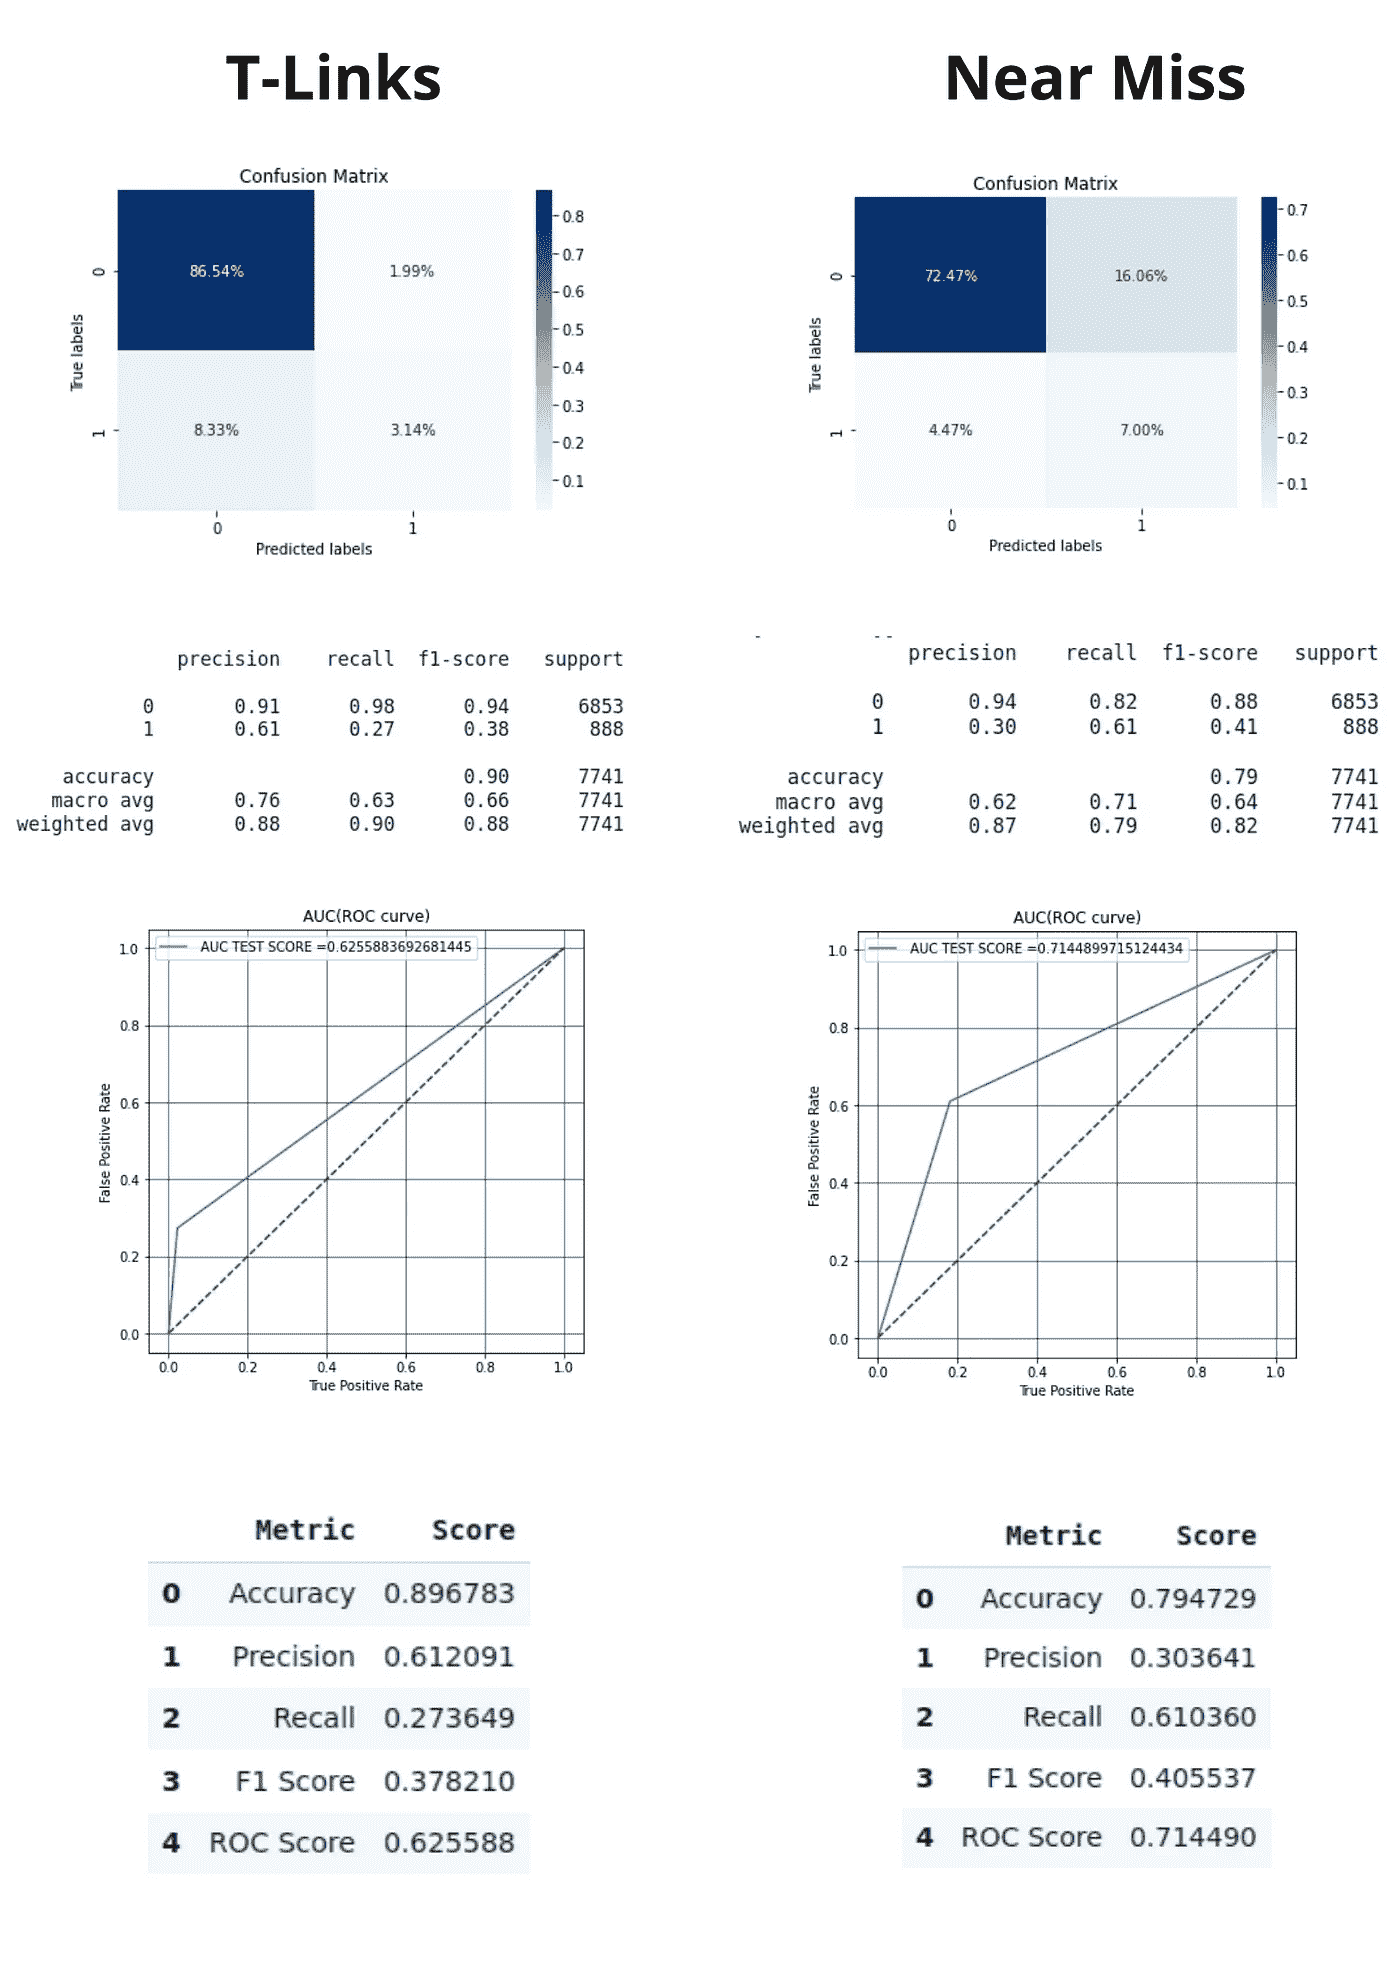 T-Links
Confusion Matrix
0.8
0.7
0.6
0.5
0.4
0.3
0.2
0.1
True labels
0
1
86.54%
1.99%
8.33%
3.14%
0
1
Predicted labels
precision recall f1-score support
0 0.91 0.98 0.94 6853
1 0.61 0.27 0.38 888
accuracy 0.90 7741
macro avg 0.76 0.63 0.66 7741
weighted avg 0.88 0.90 0.88 7741
AUC(ROC curve)
AUC TEST SCORE =0.6255883692681445
1.0
0.8
0.6
0.4
0.2
0.0
False Positive Rate
0.0 0.2 0.4 0.6 0.8 1.0
True Positive Rate
Metric Score
0 Accuracy 0.896783
1 Precision 0.612091
2 Recall 0.273649
3 F1 Score 0.378210
4 ROC Score 0.625588
Near Miss
Confusion Matrix
0.7
0.6
0.5
0.4
0.3
0.2
0.1
True labels
0
1
72.47%
16.06%
4.47%
7.00%
0
1
Predicted labels
precision recall f1-score support
0 0.94 0.82 0.88 6853
1 0.30 0.61 0.41 888
accuracy 0.79 7741
macro avg 0.62 0.71 0.64 7741
weighted avg 0.87 0.79 0.82 7741
AUC(ROC curve)
AUC TEST SCORE =0.7144899715124434
1.0
0.8
0.6
0.4
0.2
0.0
False Positive Rate
0.0 0.2 0.4 0.6 0.8 1.0
True Positive Rate
Metric Score
0 Accuracy 0.794729
1 Precision 0.303641
2 Recall 0.610360
3 F1 Score 0.405537
4 ROC Score 0.714490